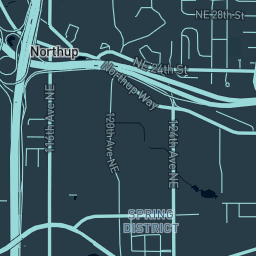 NE 28th St
Northup
NE 24th St
Northup Way
116th Ave NE
120th Ave NE
124th Ave NE
SPRING
DISTRICT